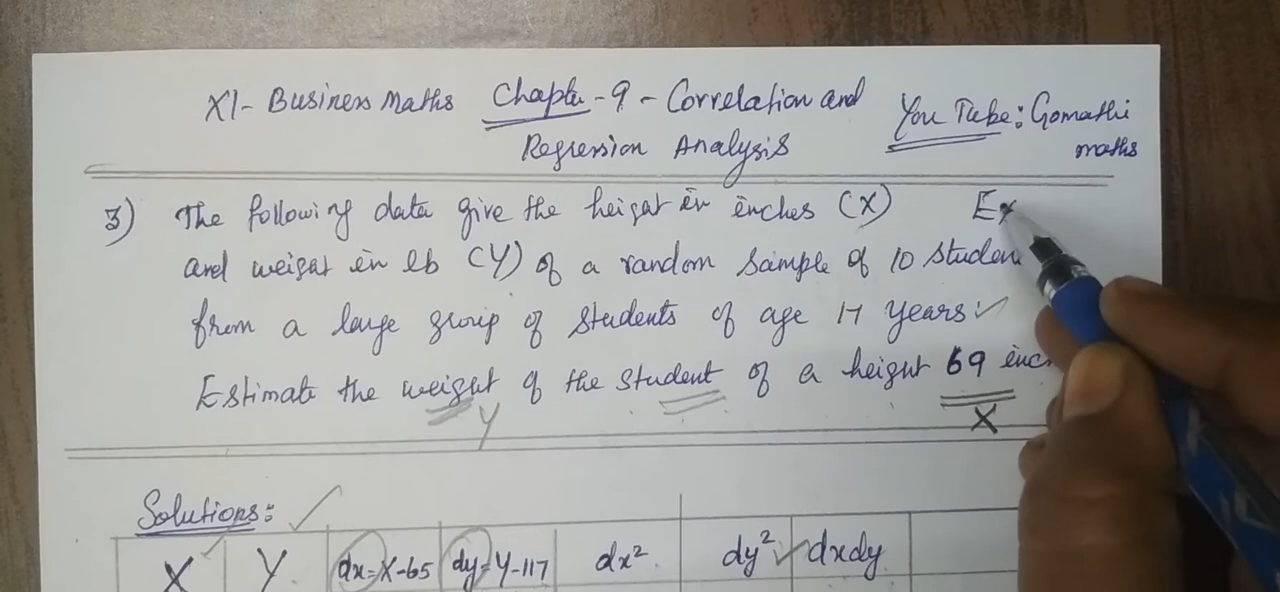 XI- Business Maths Chapter -9 - Correlation and
Regression Analysis
You Tube: Gomathi
maths
3) The following data give the height in inches (X) Ex
and weight in lb (Y) of a random sample of 10 Studen
from a large group of students of age 17 years:
Estimate the weight of the student of a height 69 inc
Y X
Solutions:
X Y dx=X-65 dy=Y-117 dx² dy² dxdy